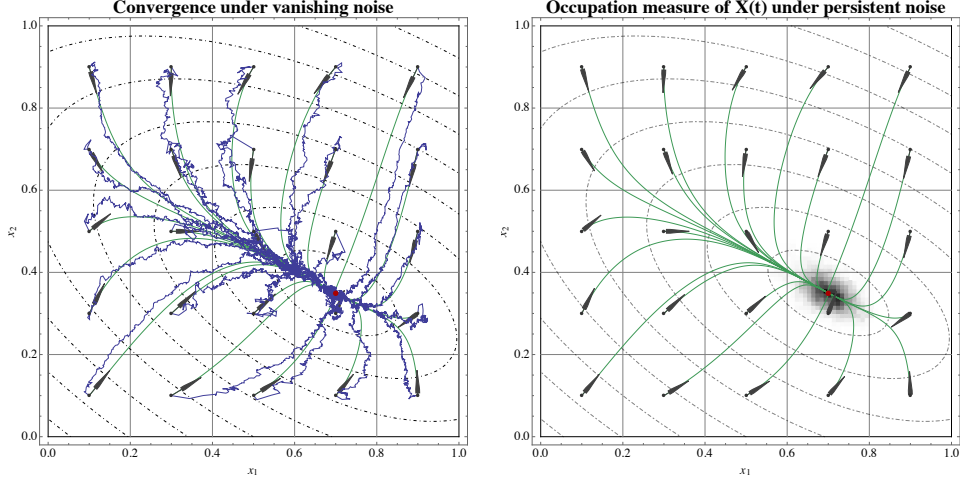 Convergence under vanishing noise
1.0
0.8
0.6
0.4
0.2
0.0
x2
0.0 0.2 0.4 0.6 0.8 1.0
x1
Occupation measure of X(t) under persistent noise
1.0
0.8
0.6
0.4
0.2
0.0
x2
0.0 0.2 0.4 0.6 0.8 1.0
x1